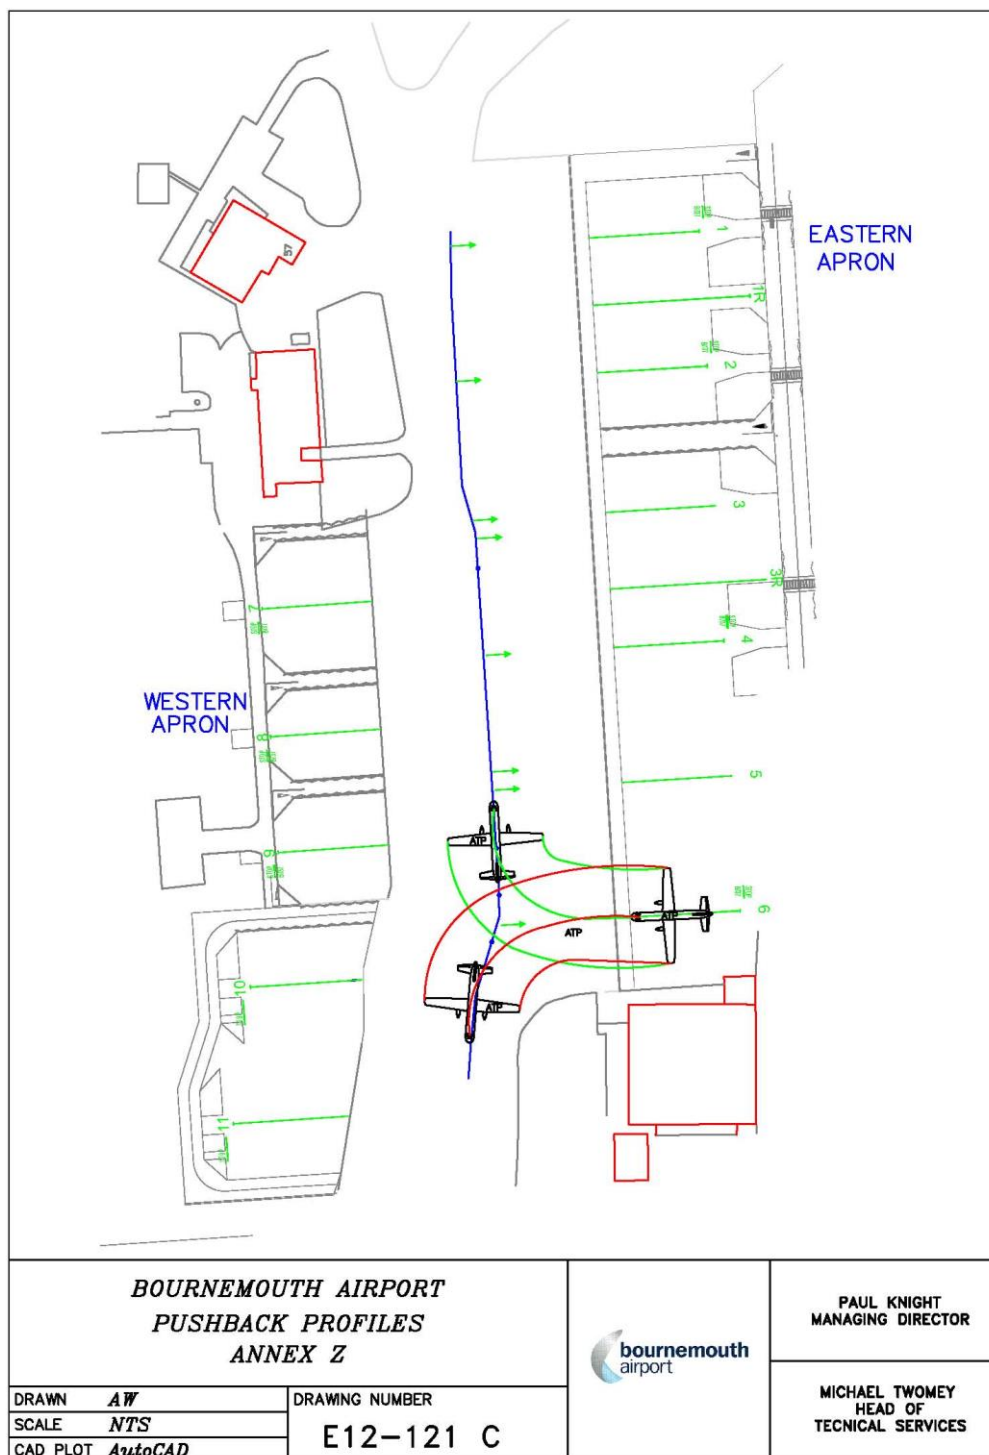 EASTERN
APRON
57
1
1R
2
3
3R
4
5
6
7
8
9
10
11
WESTERN
APRON
ATP
ATP
ATP
ATP
BOURNEMOUTH AIRPORT
PUSHBACK PROFILES
ANNEX Z
DRAWN AW
SCALE NTS
CAD PLOT AutoCAD
DRAWING NUMBER
E12-121 C
bournemouth
airport
PAUL KNIGHT
MANAGING DIRECTOR
MICHAEL TWOMEY
HEAD OF
TECNICAL SERVICES